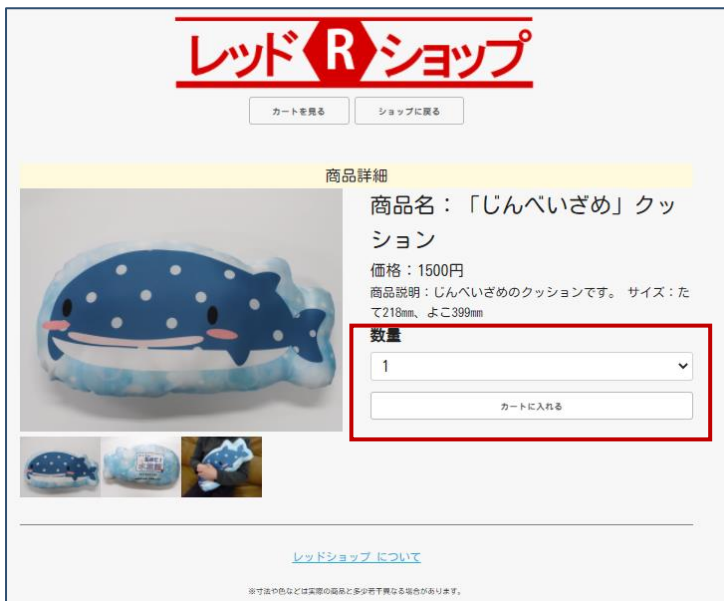 レッドRショップ
カートを見る
ショップに戻る
商品詳細
商品名：「じんべいざめ」クッ
ション
価格：1500円
商品説明：じんべいざめのクッションです。 サイズ：た
て218mm、よこ399mm
数量
1
カートに入れる
レッドショップ について
※寸法や色などは実際の商品と多少若干異なる場合があります。